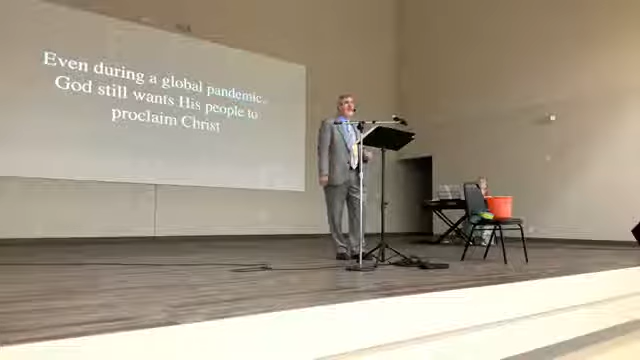 Even during a global pandemic,
God still wants His people to
proclaim Christ